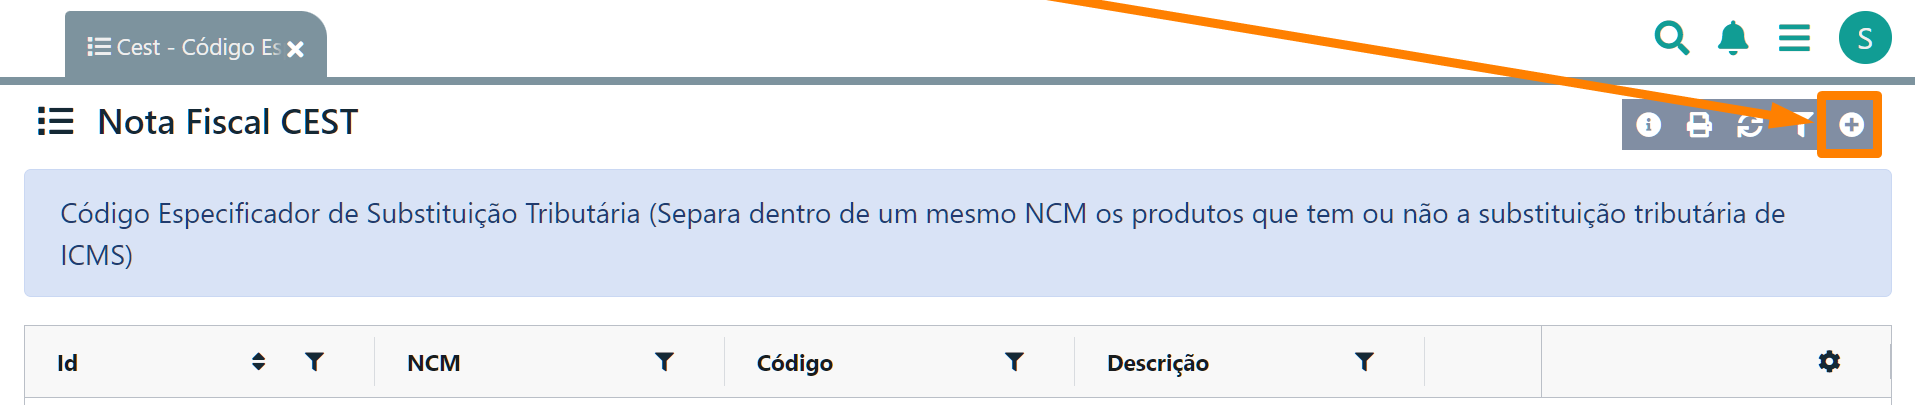 Cest - Código Es
S
Nota Fiscal CEST
Código Especificador de Substituição Tributária (Separa dentro de um mesmo NCM os produtos que tem ou não a substituição tributária de
ICMS)
Id NCM Código Descrição